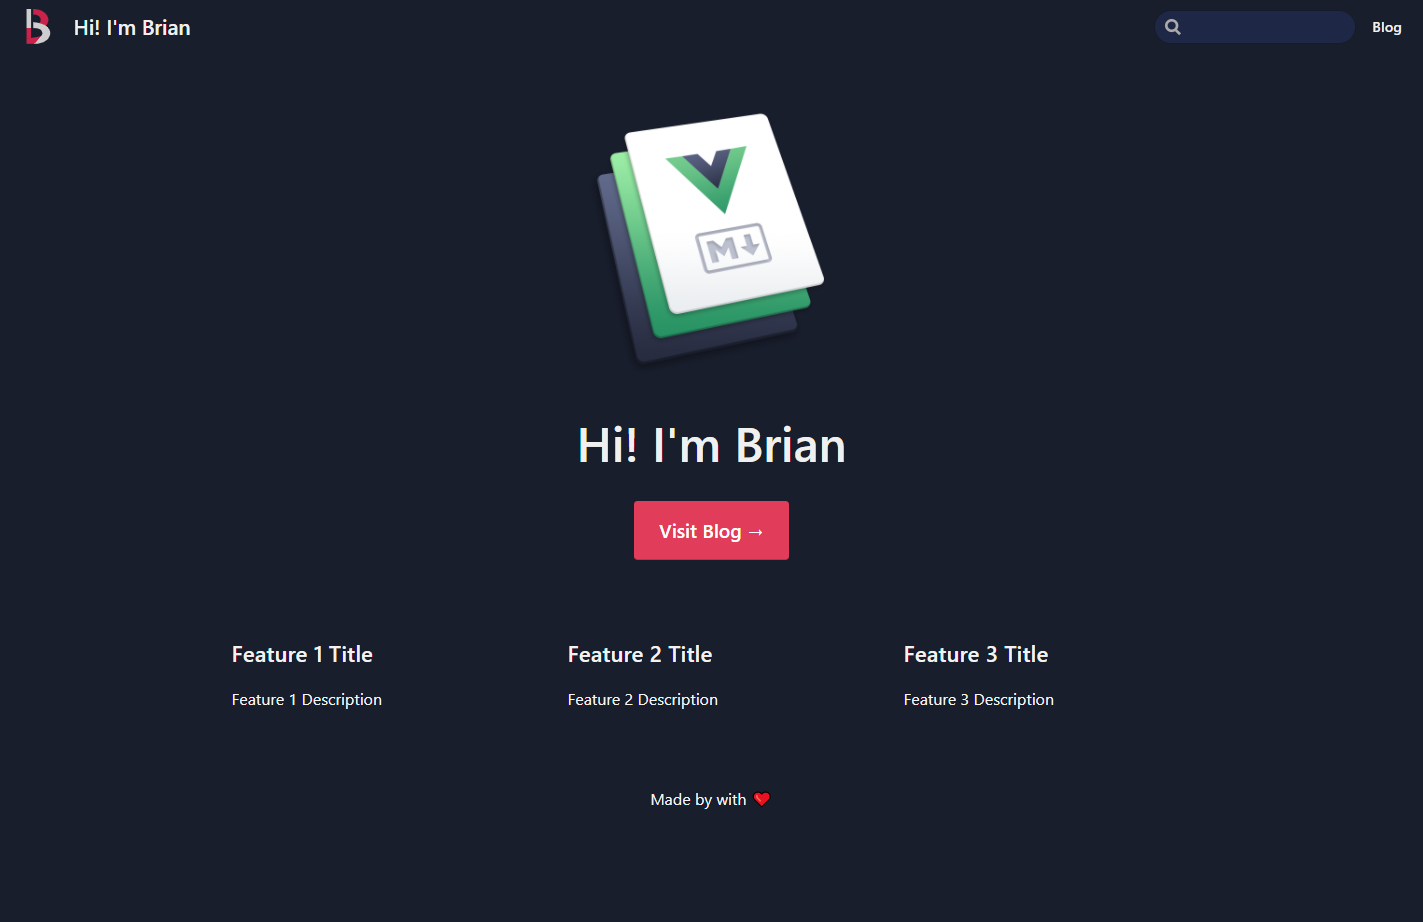 Hi! I'm Brian
Blog
M
Hi! I'm Brian
Visit Blog →
Feature 1 Title
Feature 2 Title
Feature 3 Title
Feature 1 Description
Feature 2 Description
Feature 3 Description
Made by with ❤